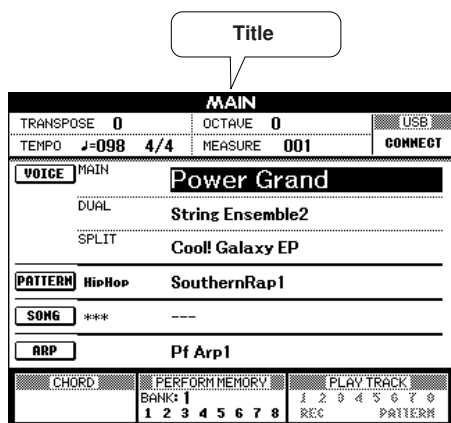 Title
MAIN
TRANSPOSE 0 OCTAVE 0 USB
TEMPO ♩=098 4/4 MEASURE 001 CONNECT
VOICE MAIN Power Grand
DUAL String Ensemble2
SPLIT Cool! Galaxy EP
PATTERN HipHop SouthernRap1
SONG *** ---
ARP Pf Arp1
CHORD PERFORM.MEMORY PLAY TRACK
BANK: 1 1 2 3 4 5 6 7 8
1 2 3 4 5 6 7 8 REC PATTERN